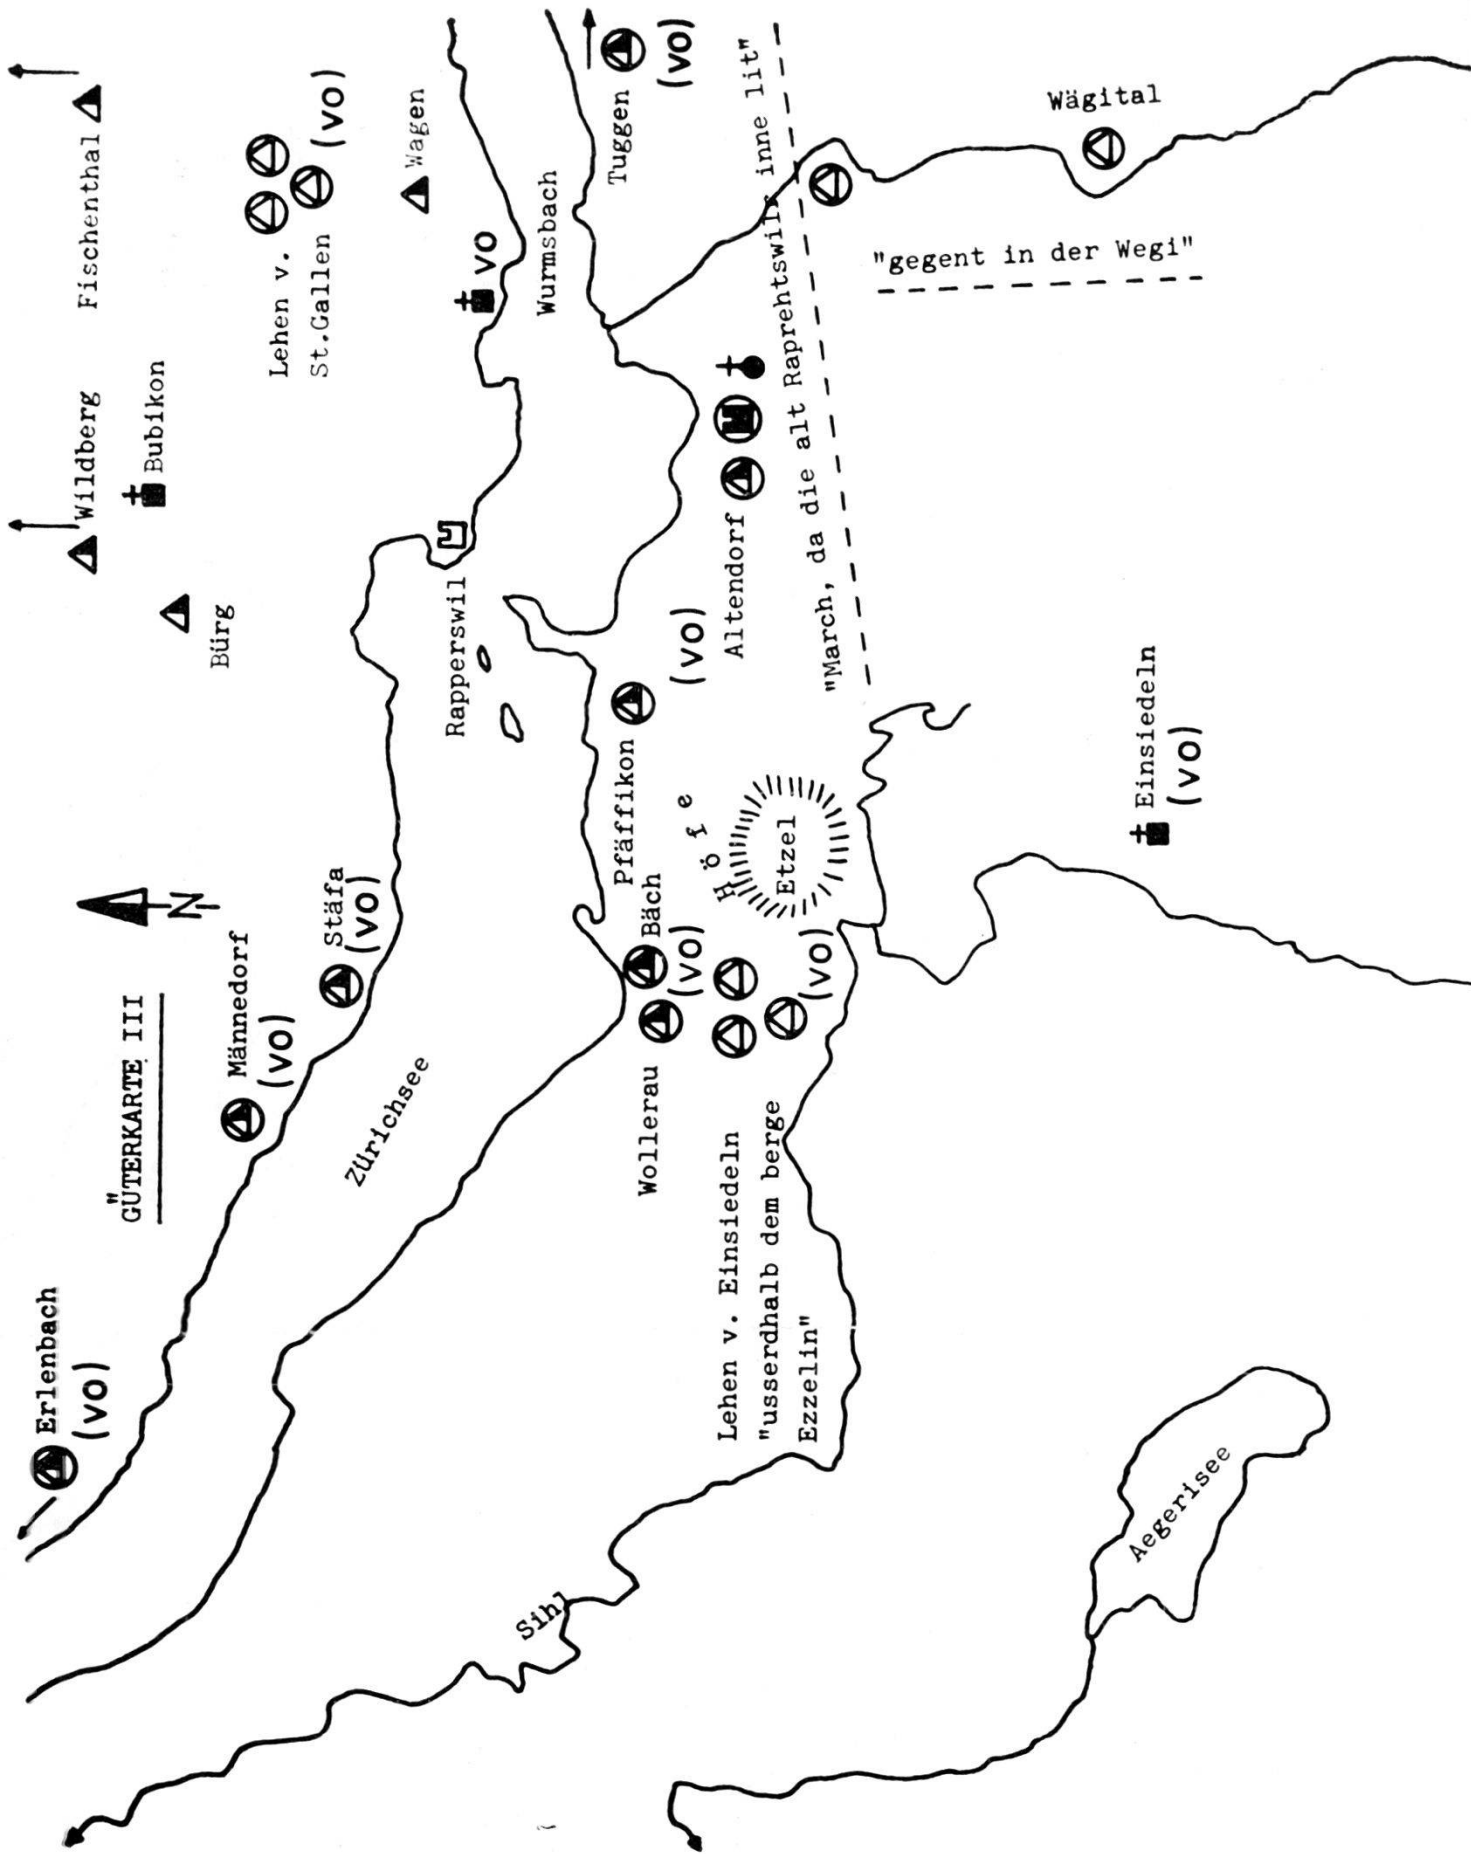 GÜTERKARTE III
Erlenbach
(VO)
Männedorf
(VO)
Stäfa
(VO)
N
Zürichsee
Wildberg
Fischenthal
Bubikon
Bürg
Lehen v.
St.Gallen
(VO)
Wagen
VO
Wurmsbach
Rapperswil
Tuggen
(VO)
Pfäffikon
(VO)
Bäch
(VO)
Wollerau
Höfe
Etzel
Altendorf
"March, da die alt Raprehtswilr inne lit"
Wägital
"gegent in der Wegi"
Lehen v. Einsiedeln
"usserdhalb dem berge
Ezzelin"
(VO)
Einsiedeln
(VO)
Sihl
Aegerisee